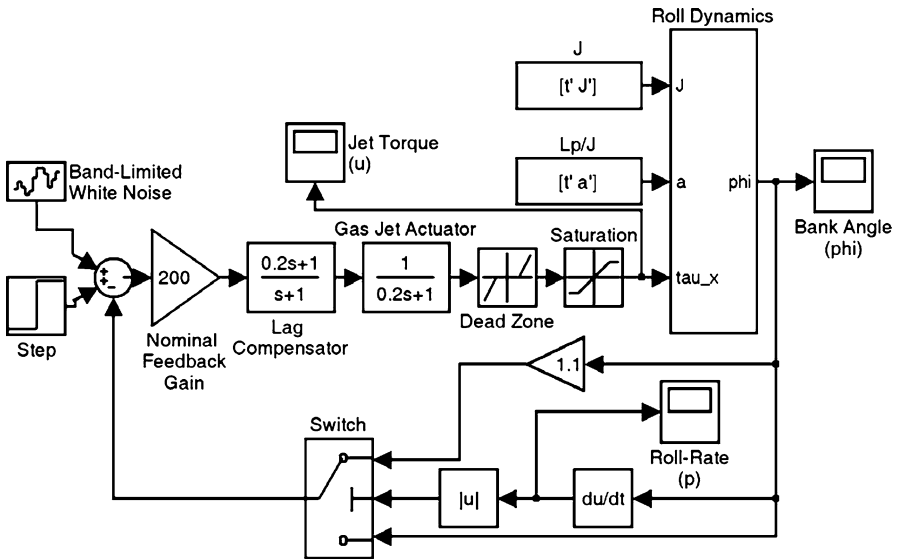 Roll Dynamics
J
[t' J']
J
Lp/J
[t' a']
a
phi
tau_x
Jet Torque
(u)
Band-Limited
White Noise
Bank Angle
(phi)
Gas Jet Actuator
Saturation
+
+
-
200
0.2s+1
s+1
1
0.2s+1
Step
Nominal
Feedback
Gain
Lag
Compensator
Dead Zone
1.1
Switch
Roll-Rate
(p)
|u|
du/dt